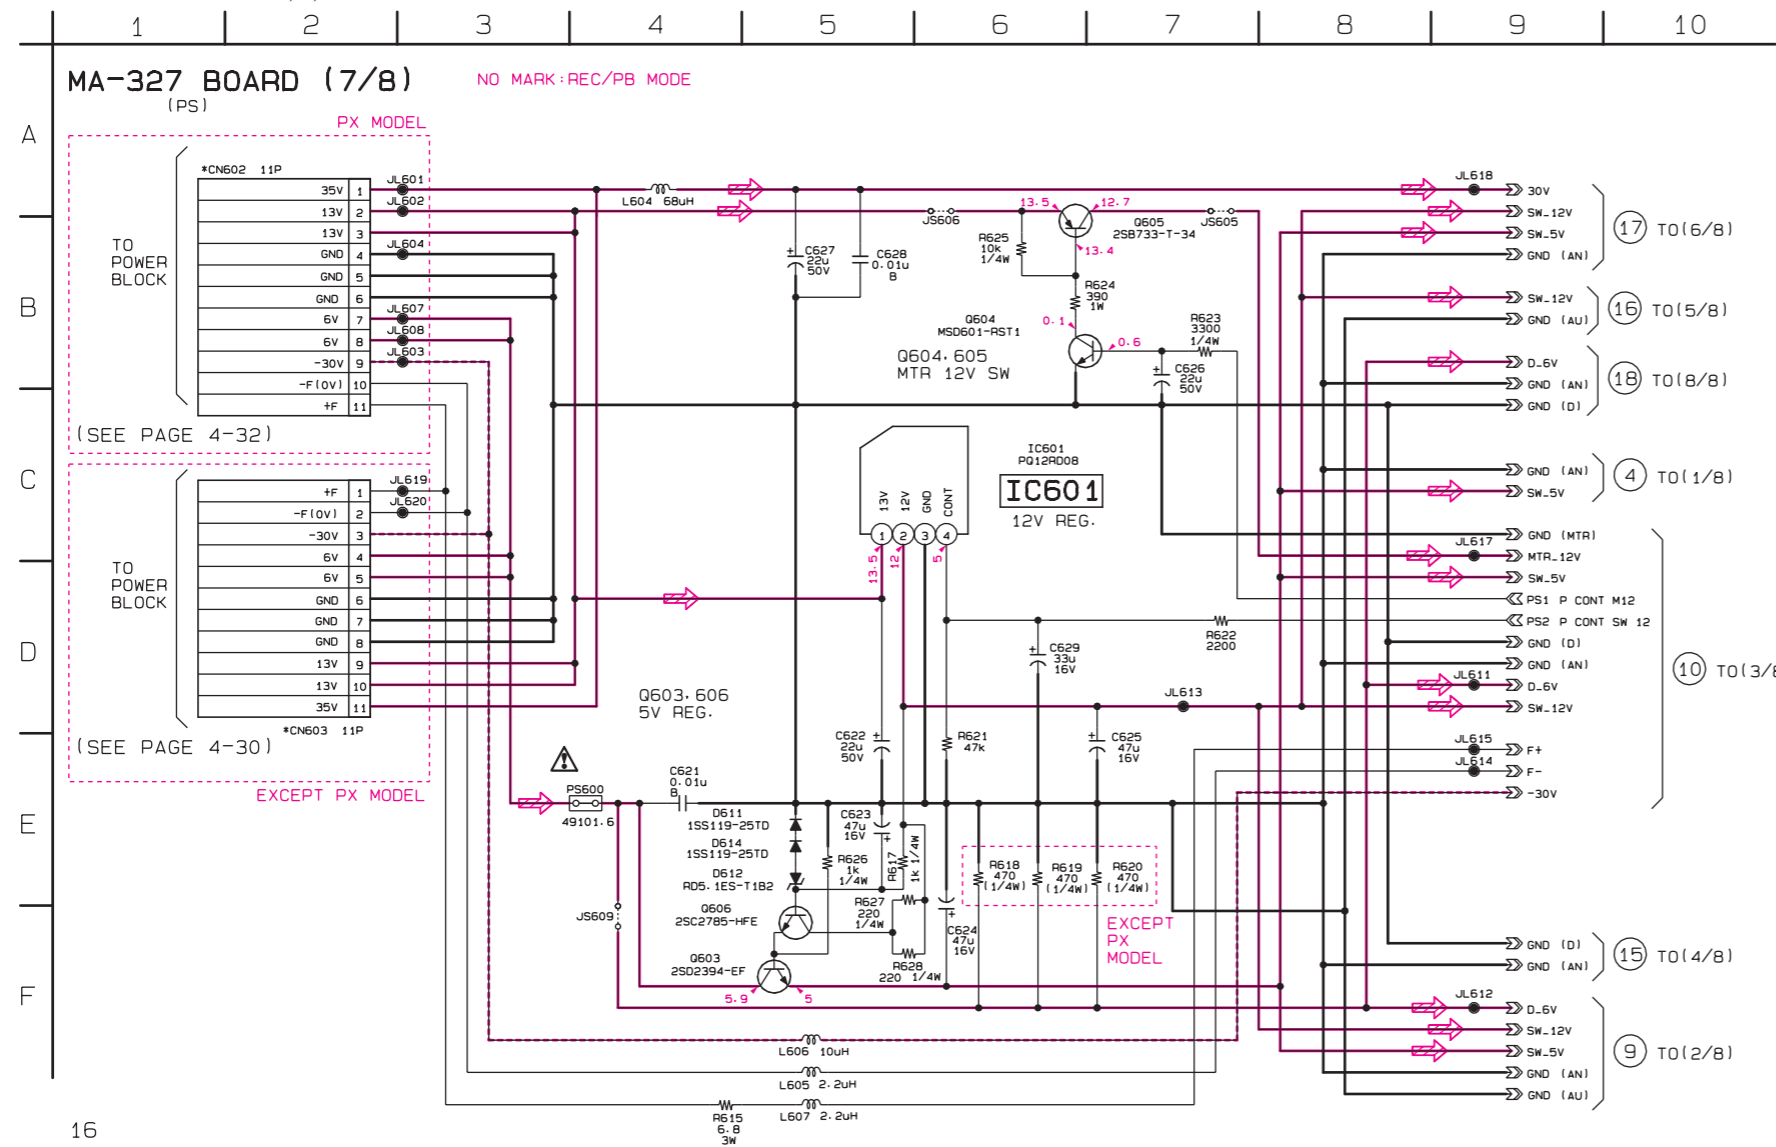 1 2 3 4 5 6 7 8 9 10
MA-327 BOARD (7/8)
(PS)
NO MARK:REC/PB MODE
A
B
C
D
E
F
PX MODEL
TO
POWER
BLOCK
*CN602 11P
35V 1
13V 2
13V 3
GND 4
GND 5
GND 6
6V 7
6V 8
-30V 9
-F(0V) 10
+F 11
(SEE PAGE 4-32)
JL601
JL602
JL604
JL607
JL608
JL603
TO
POWER
BLOCK
+F 1
-F(0V) 2
-30V 3
6V 4
6V 5
GND 6
GND 7
GND 8
13V 9
13V 10
35V 11
*CN603 11P
(SEE PAGE 4-30)
EXCEPT PX MODEL
JL619
JL620
L604 68uH
C627
22u
50V
C628
0.01u
B
JS606
13.5
12.7
R625
10k
1/4W
Q605
2SB733-T-34
JS605
13.4
R624
390
1W
Q604
MSD601-RST1
0.1
0.6
R623
3300
1/4W
Q604,605
MTR 12V SW
C626
22u
50V
IC601
PQ12RD08
IC601
12V REG.
13V
12V
GND
CONT
1 2 3 4
13.5
12
5
Q603,606
5V REG.
C629
33u
16V
R622
2200
JL613
C622
22u
50V
R621
47k
C625
47u
16V
PS600
49101.6
C621
0.01u
B
D611
1SS119-25TD
D614
1SS119-25TD
D612
RD5.1ES-T1B2
C623
47u
16V
R626
1k
1/4W
R617
1k 1/4W
R618
470
(1/4W)
R619
470
(1/4W)
R620
470
(1/4W)
EXCEPT
PX
MODEL
JS609
Q606
2SC2785-HFE
R627
220
1/4W
C624
47u
16V
R628
220 1/4W
Q603
2SD2394-EF
5.9
5
L606 10uH
L605 2.2uH
R615
6.8
3W
L607 2.2uH
JL618
30V
SW_12V
SW_5V
GND (AN)
17 TO(6/8)
SW_12V
GND (AU)
16 TO(5/8)
D_6V
GND (AN)
GND (D)
18 TO(8/8)
GND (AN)
SW_5V
4 TO(1/8)
GND (MTR)
JL617
MTR_12V
SW_5V
PS1 P CONT M12
PS2 P CONT SW 12
GND (D)
GND (AN)
JL611
D_6V
SW_12V
JL615
F+
JL614
F-
-30V
10 TO(3/8
GND (D)
GND (AN)
15 TO(4/8)
JL612
D_6V
SW_12V
SW_5V
GND (AN)
GND (AU)
9 TO(2/8)
16